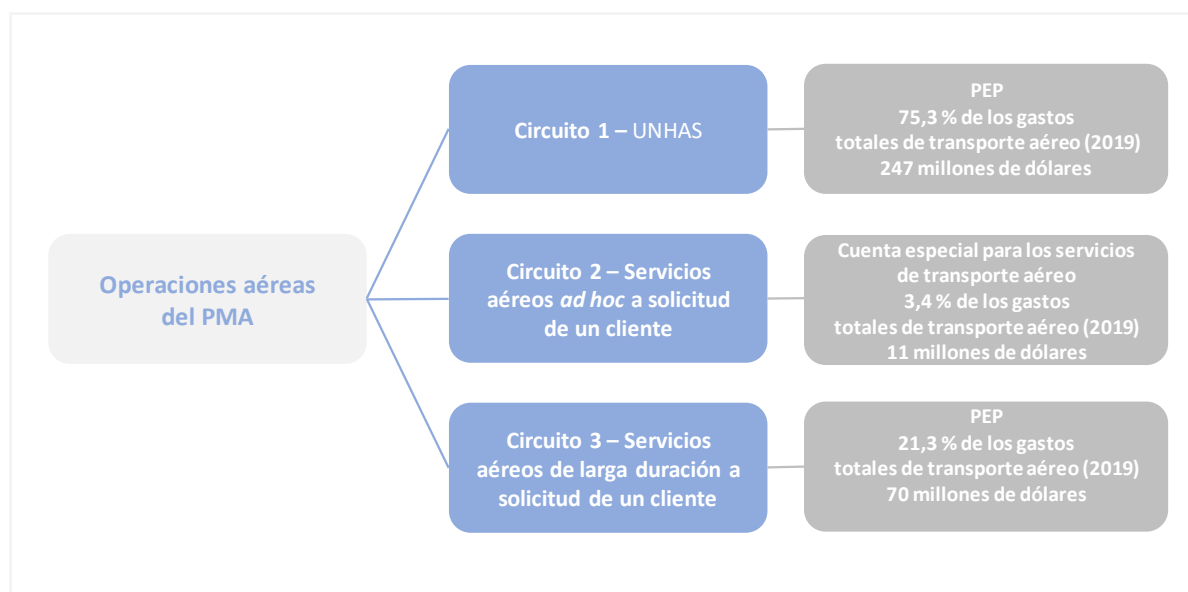 Operaciones aéreas
del PMA
Circuito 1 – UNHAS
PEP
75,3 % de los gastos
totales de transporte aéreo (2019)
247 millones de dólares
Circuito 2 – Servicios
aéreos ad hoc a solicitud
de un cliente
Cuenta especial para los servicios
de transporte aéreo
3,4 % de los gastos
totales de transporte aéreo (2019)
11 millones de dólares
Circuito 3 – Servicios
aéreos de larga duración a
solicitud de un cliente
PEP
21,3 % de los gastos
totales de transporte aéreo (2019)
70 millones de dólares